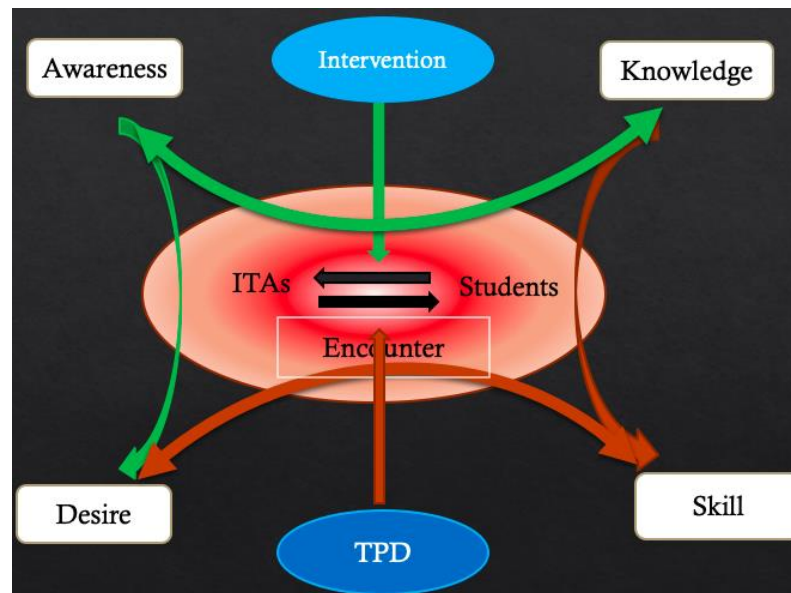 Awareness
Intervention
Knowledge
ITAs
Students
Encounter
Desire
Skill
TPD